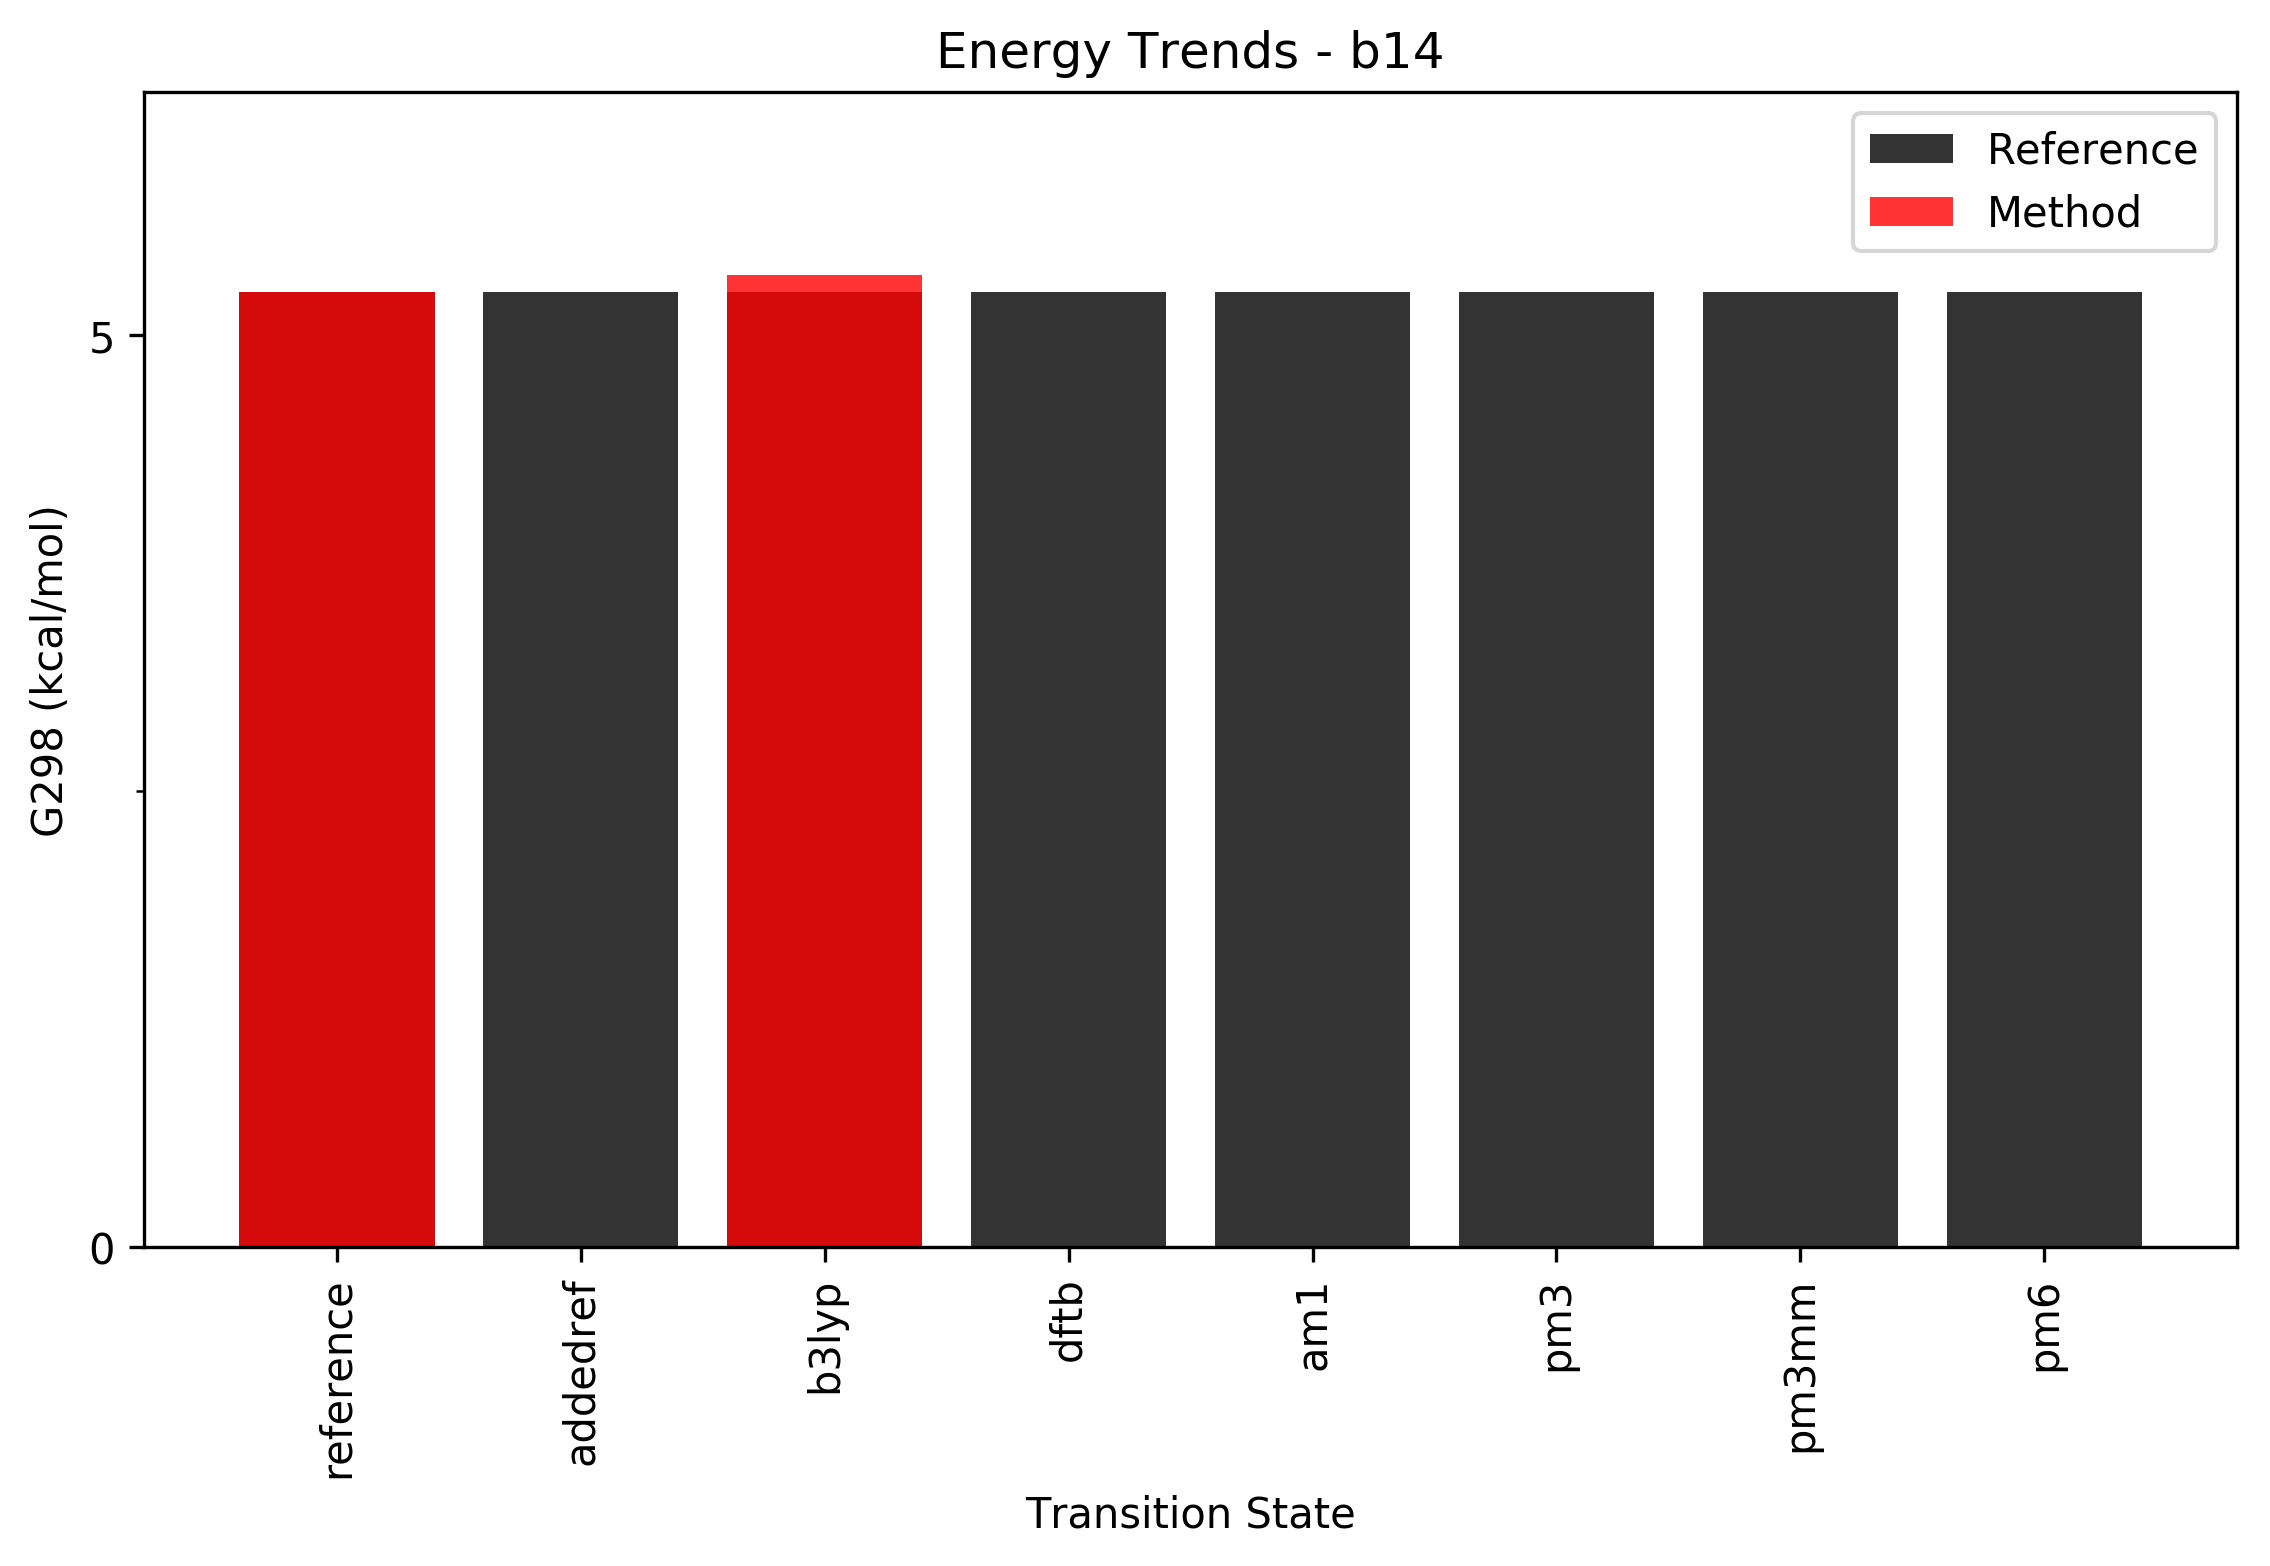 Energy Trends - b14
Reference
Method
G298 (kcal/mol)
5
0
reference
addedref
b3lyp
dftb
am1
pm3
pm3mm
pm6
Transition State